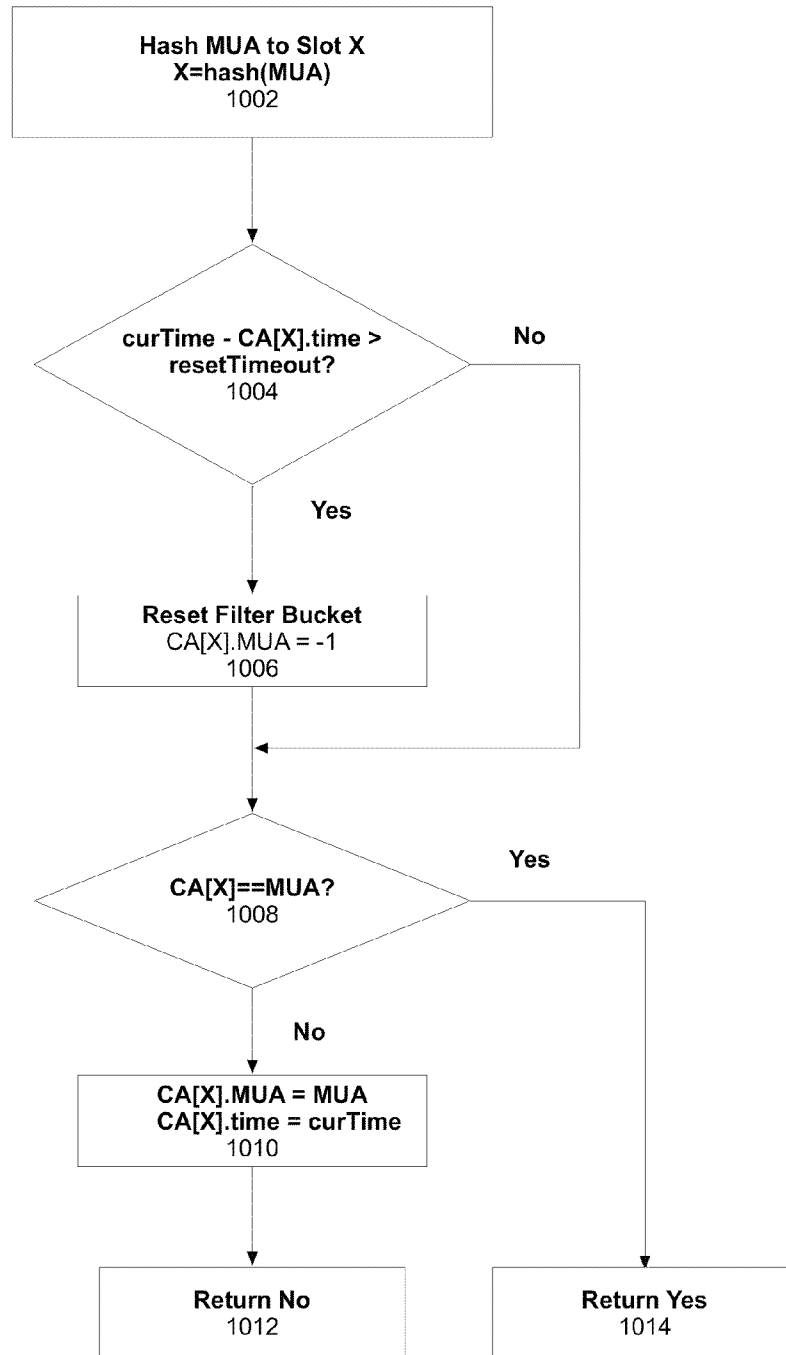 Hash MUA to Slot X
X=hash(MUA)
1002
curTime - CA[X].time >
resetTimeout?
1004
No
Yes
Reset Filter Bucket
CA[X].MUA = -1
1006
CA[X]==MUA?
1008
Yes
No
CA[X].MUA = MUA
CA[X].time = curTime
1010
Return No
1012
Return Yes
1014